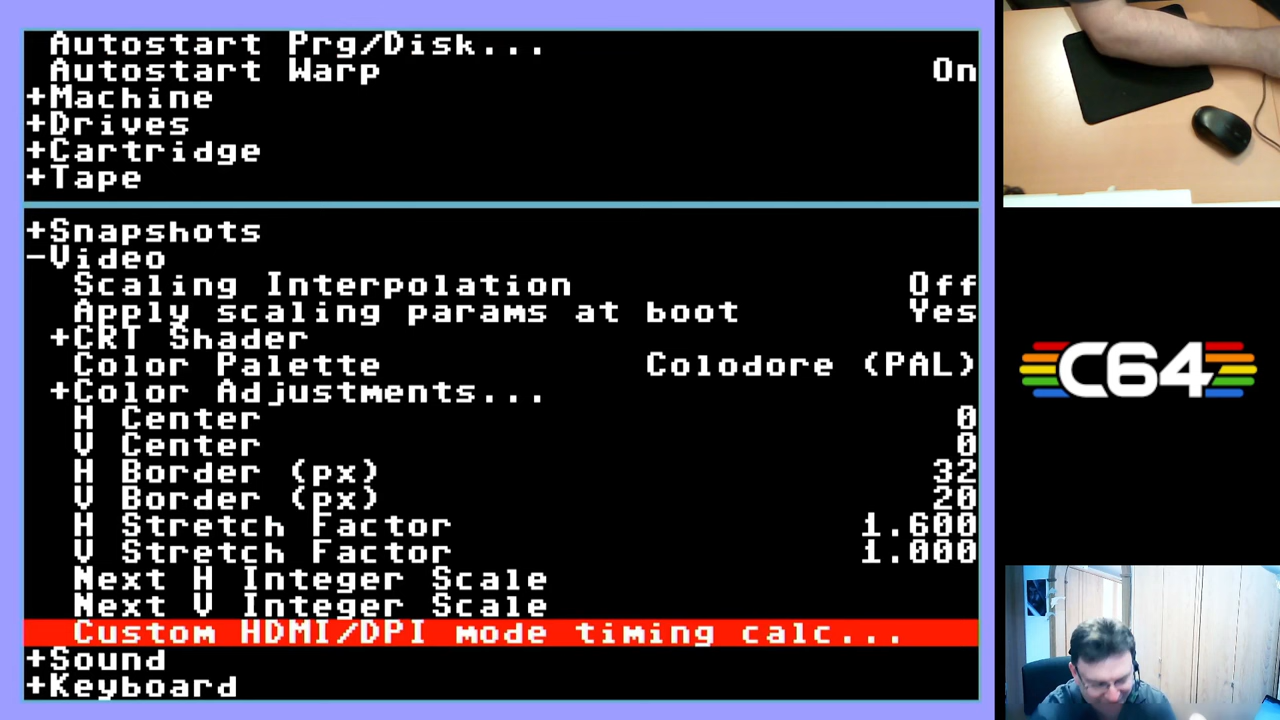 Autostart Prg/Disk...
Autostart Warp On
+Machine
+Drives
+Cartridge
+Tape
+Snapshots
-Video
Scaling Interpolation Off
Apply scaling params at boot Yes
+CRT Shader
Color Palette Colodore (PAL)
+Color Adjustments...
H Center 0
V Center 0
H Border (px) 32
V Border (px) 20
H Stretch Factor 1.600
V Stretch Factor 1.000
Next H Integer Scale
Next V Integer Scale
Custom HDMI/DPI mode timing calc...
+Sound
+Keyboard
C64